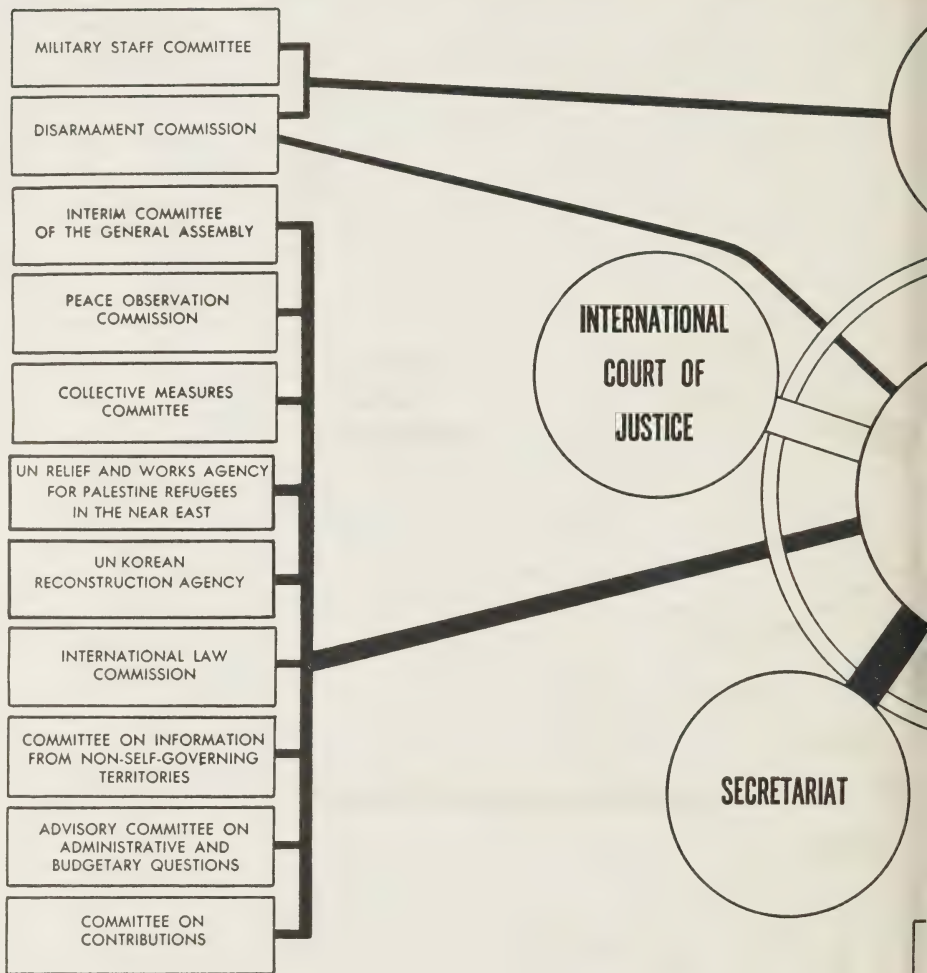 MILITARY STAFF COMMITTEE
DISARMAMENT COMMISSION
INTERIM COMMITTEE
OF THE GENERAL ASSEMBLY
PEACE OBSERVATION
COMMISSION
COLLECTIVE MEASURES
COMMITTEE
UN RELIEF AND WORKS AGENCY
FOR PALESTINE REFUGEES
IN THE NEAR EAST
UN KOREAN
RECONSTRUCTION AGENCY
INTERNATIONAL LAW
COMMISSION
COMMITTEE ON INFORMATION
FROM NON-SELF-GOVERNING
TERRITORIES
ADVISORY COMMITTEE ON
ADMINISTRATIVE AND
BUDGETARY QUESTIONS
COMMITTEE ON
CONTRIBUTIONS
INTERNATIONAL
COURT OF
JUSTICE
SECRETARIAT